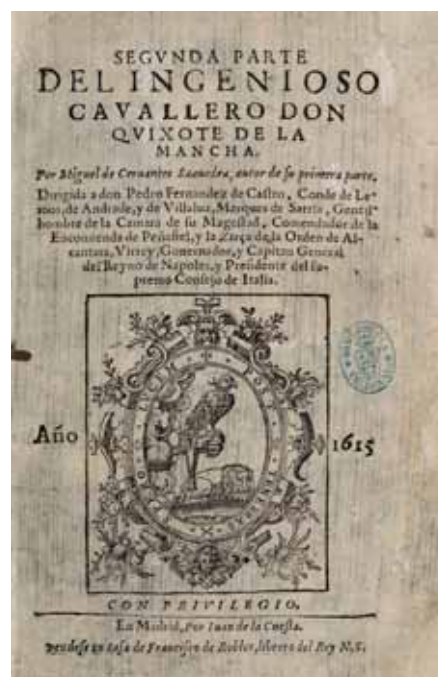 SEGVNDA PARTE
DEL INGENIOSO
CAVALLERO DON
QVIXOTE DE LA
MANCHA.
Por Miguel de Ceruantes Saauedra, autor de su primera parte.
Dirigida a don Pedro Fernandez de Castro, Conde de Le-
mos, de Andrade, y de Villalua, Marques de Sarria, Gentil-
hombre de la Camara de su Magestad, Comendador de la
Encomienda de Peñafiel, y la Zarça de la Orden de Al-
cantara, Virrey, Gouernador, y Capitan General
del Reyno de Napoles, y Presidente del su-
premo Consejo de Italia.
Año 1615
CON PRIVILEGIO,
En Madrid, Por Iuan de la Cuesta.
Vendese en casa de Francisco de Robles, librero del Rey N.S.